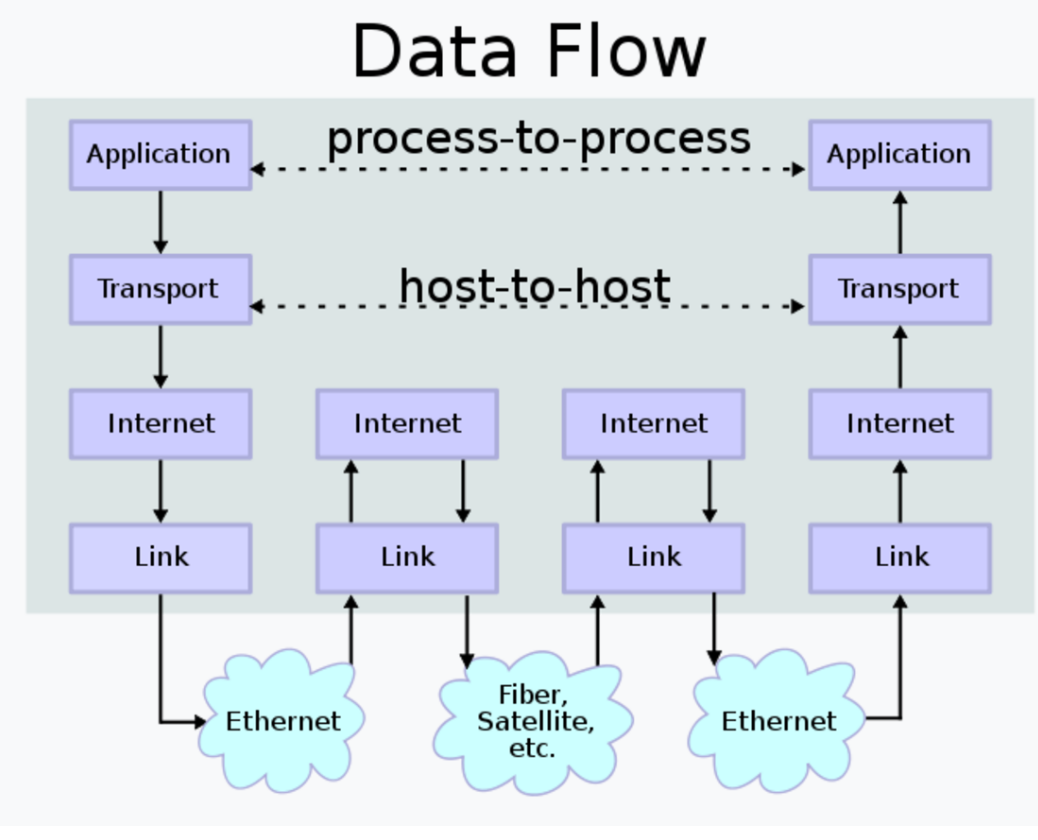 Data Flow
Application
process-to-process
Application
Transport
host-to-host
Transport
Internet
Internet
Internet
Internet
Link
Link
Link
Link
Ethernet
Fiber,
Satellite,
etc.
Ethernet